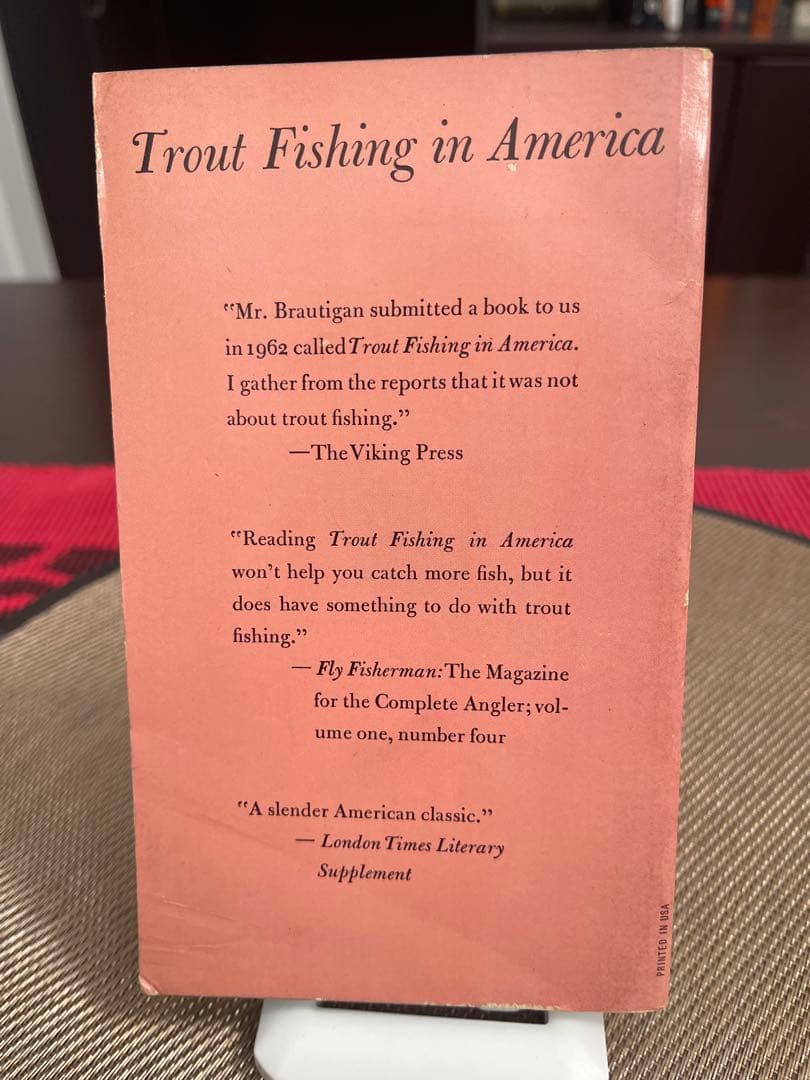 Trout Fishing in America
“Mr. Brautigan submitted a book to us
in 1962 called Trout Fishing in America.
I gather from the reports that it was not
about trout fishing.”
—The Viking Press
“Reading Trout Fishing in America
won’t help you catch more fish, but it
does have something to do with trout
fishing.”
— Fly Fisherman: The Magazine
for the Complete Angler; vol-
ume one, number four
“A slender American classic.”
— London Times Literary
Supplement
PRINTED IN USA